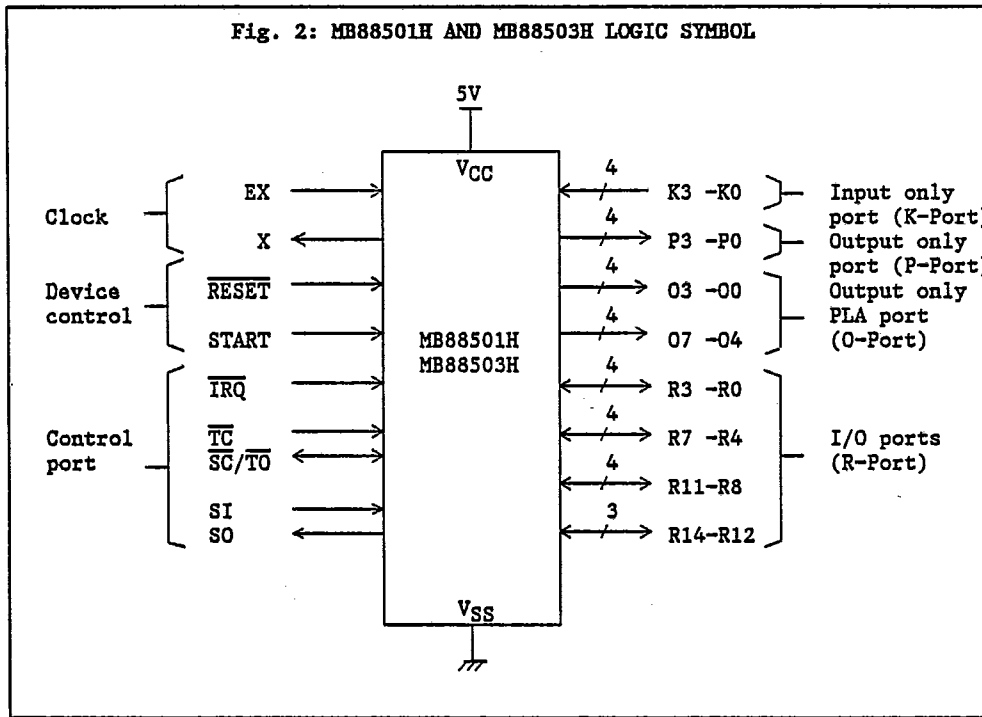 Fig. 2: MB88501H AND MB88503H LOGIC SYMBOL
5V
VCC
Clock
EX
X
Device
control
RESET
START
Control
port
IRQ
TC
SC/TO
SI
SO
MB88501H
MB88503H
4
K3 -K0
Input only
port (K-Port)
4
P3 -P0
Output only
port (P-Port)
4
O3 -O0
4
O7 -O4
Output only
PLA port
(O-Port)
4
R3 -R0
4
R7 -R4
4
R11-R8
3
R14-R12
I/O ports
(R-Port)
VSS